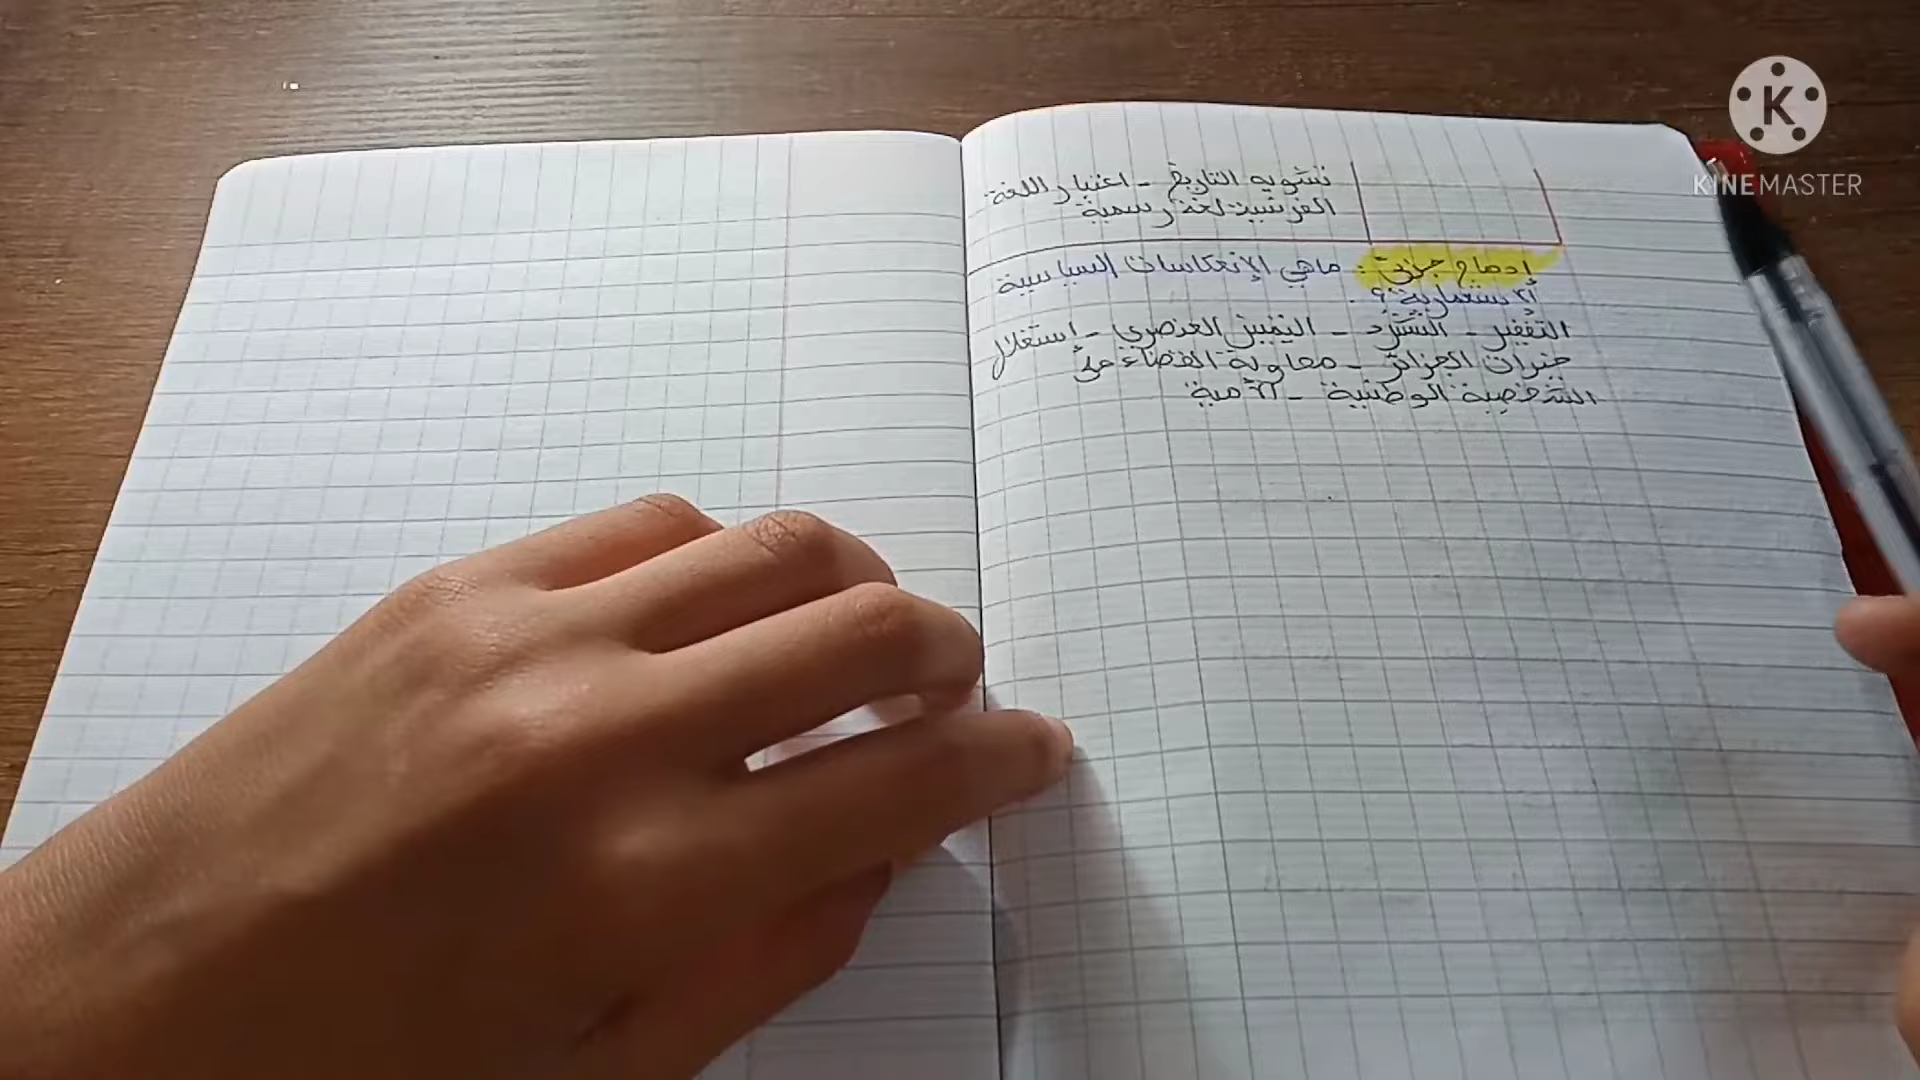 تشويه التاريخ - اعتبار اللغة
الفرنسية لغة رسمية
إدماج جزئي: ماهي الإنعكاسات السياسية
الاستعمارية؟
التفقير - التشرد - التمييز العنصري - إستغلال
خيرات الجزائر - محاولة القضاء على
الشخصية الوطنية - الأمية
K
KINEMASTER